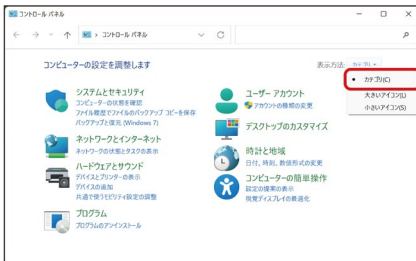 コントロール パネル
コントロール パネル
コンピューターの設定を調整します
表示方法: カテゴリ
カテゴリ(C)
大きいアイコン(L)
小さいアイコン(S)
システムとセキュリティ
コンピューターの状態を確認
ファイル履歴でファイルのバックアップ コピーを保存
バックアップと復元 (Windows 7)
ネットワークとインターネット
ネットワークの状態とタスクの表示
ハードウェアとサウンド
デバイスとプリンターの表示
デバイスの追加
共通で使うモビリティ設定の調整
プログラム
プログラムのアンインストール
ユーザー アカウント
アカウントの種類の変更
デスクトップのカスタマイズ
時計と地域
日付、時刻、数値形式の変更
コンピューターの簡単操作
設定の提案の表示
視覚ディスプレイの最適化